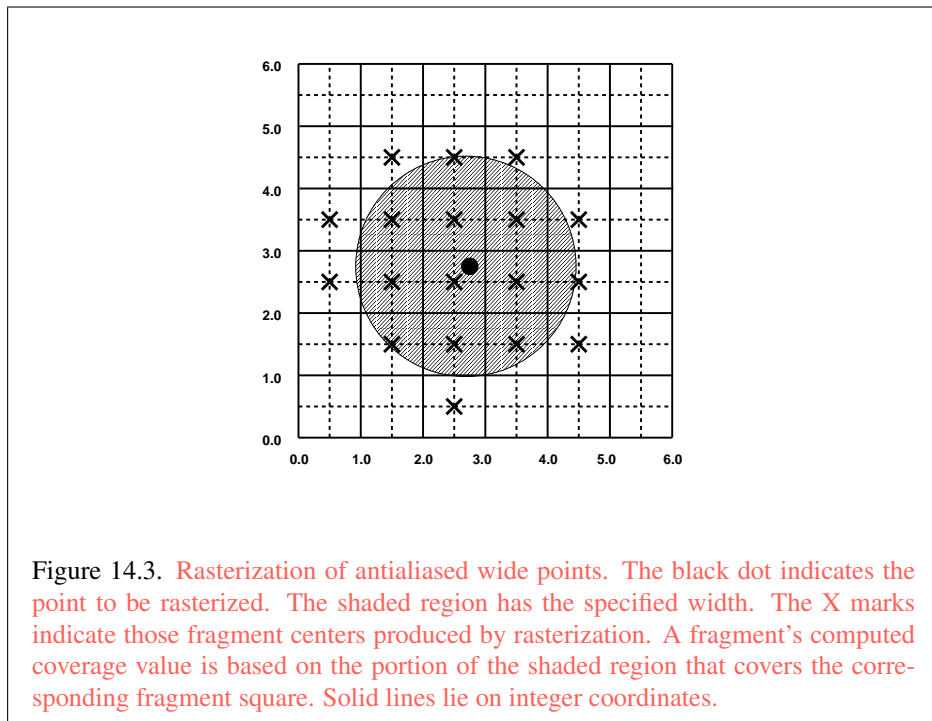 6.0
5.0
4.0
3.0
2.0
1.0
0.0
0.0 1.0 2.0 3.0 4.0 5.0 6.0
Figure 14.3. Rasterization of antialiased wide points. The black dot indicates the
point to be rasterized. The shaded region has the specified width. The X marks
indicate those fragment centers produced by rasterization. A fragment's computed
coverage value is based on the portion of the shaded region that covers the corre-
sponding fragment square. Solid lines lie on integer coordinates.